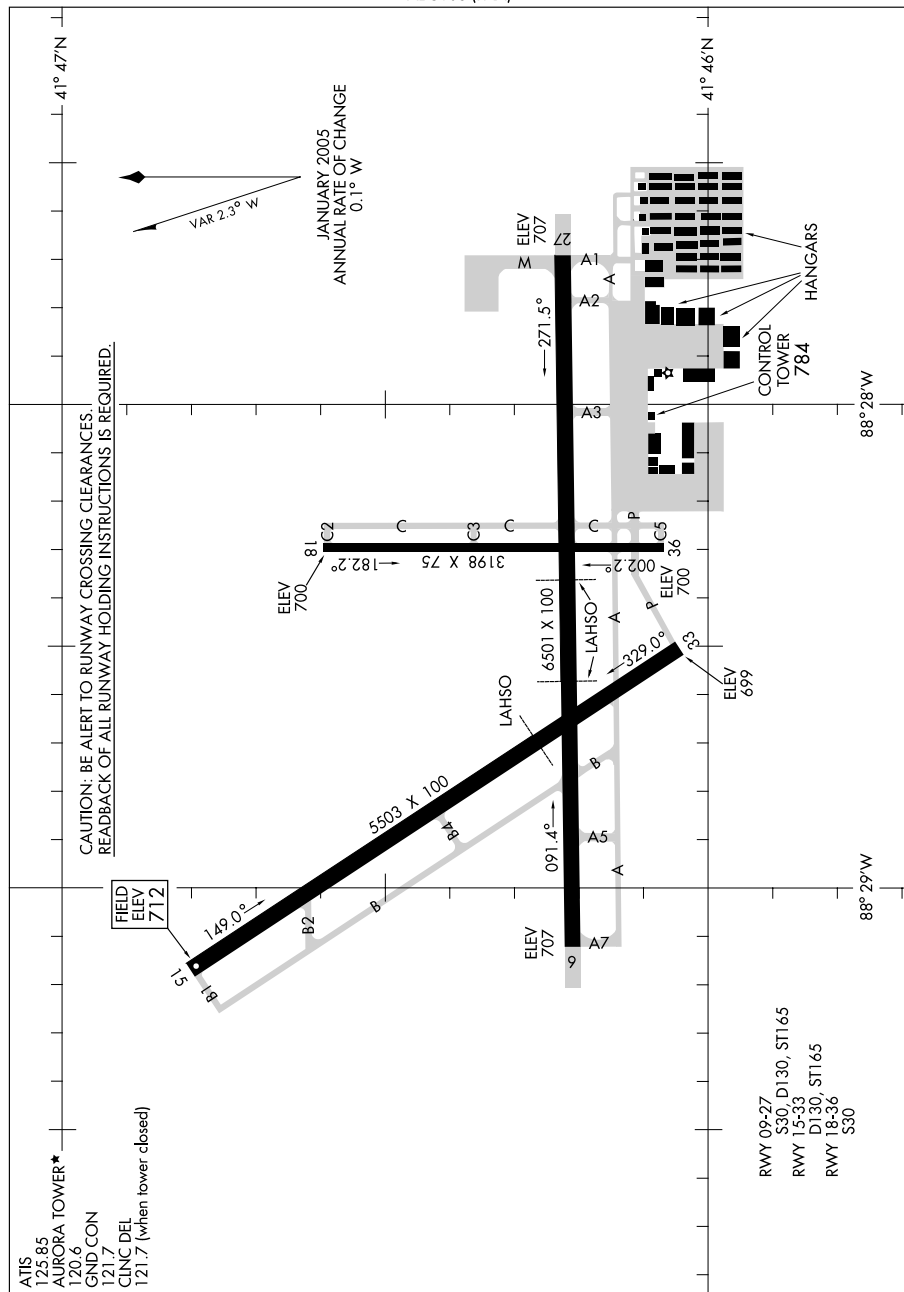 ATIS
125.85
AURORA TOWER★
120.6
GND CON
121.7
CLNC DEL
121.7 (when tower closed)
CAUTION: BE ALERT TO RUNWAY CROSSING CLEARANCES.
READBACK OF ALL RUNWAY HOLDING INSTRUCTIONS IS REQUIRED.
JANUARY 2005
ANNUAL RATE OF CHANGE
0.1° W
VAR 2.3° W
41° 47'N
41° 46'N
88° 29'W
88° 28'W
FIELD
ELEV
712
15
149.0°
B1
B2
B
B4
5503 X 100
LAHSO
B
329.0°
33
ELEV
699
ELEV
700
18
182.2°
3198 X 75
C2
C
C3
C
C
C5
002.2°
36
ELEV
700
ELEV
707
9
091.4°
6501 X 100
LAHSO
271.5°
27
ELEV
707
W
A7
A
A5
A
A3
A2
A
A1
P
P
CONTROL
TOWER
784
HANGARS
RWY 09-27
S30, D130, ST165
RWY 15-33
D130, ST165
RWY 18-36
S30